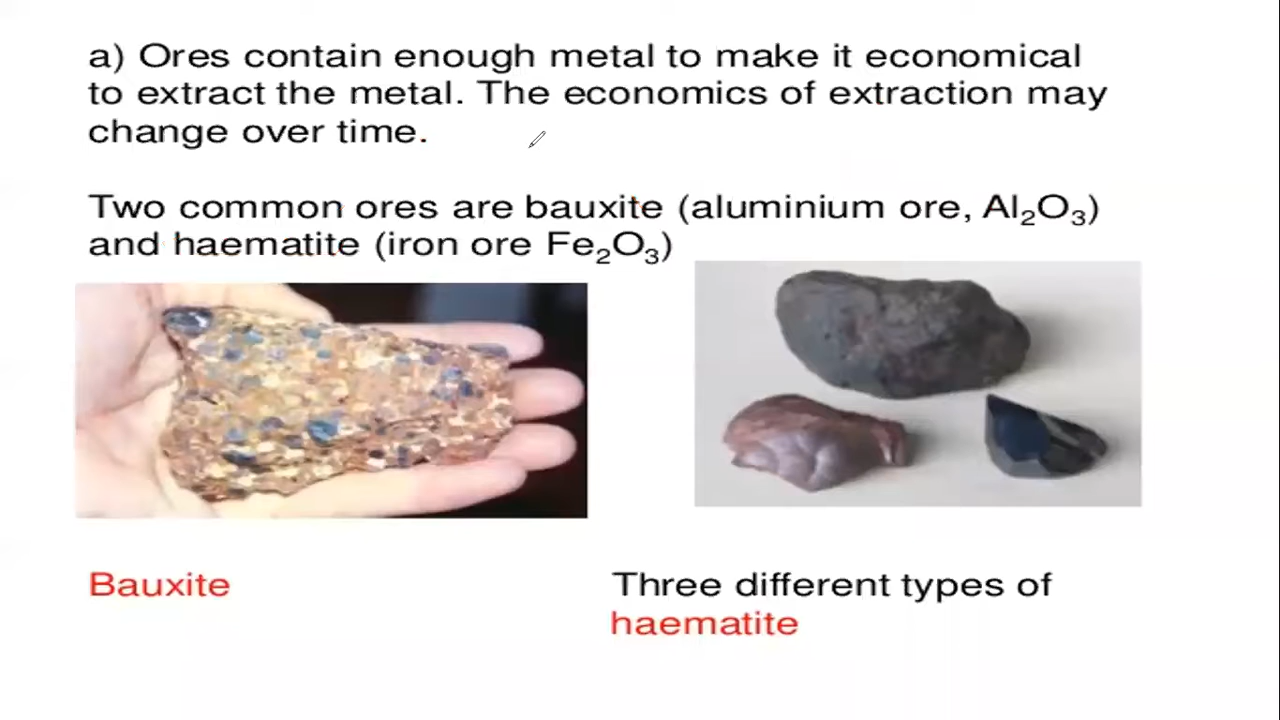 a) Ores contain enough metal to make it economical
to extract the metal. The economics of extraction may
change over time.
Two common ores are bauxite (aluminium ore, Al₂O₃)
and haematite (iron ore Fe₂O₃)
Bauxite
Three different types of
haematite